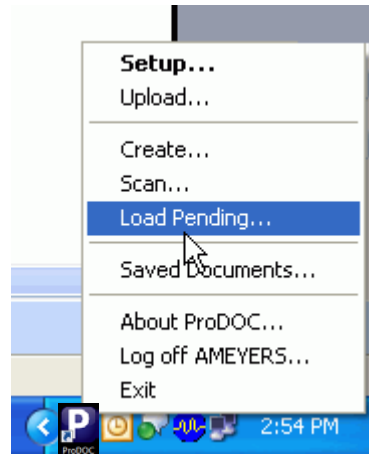 Setup...
Upload...
Create...
Scan...
Load Pending...
Saved Documents...
About ProDOC...
Log off AMEYERS...
Exit
P
ProDOC
2:54 PM